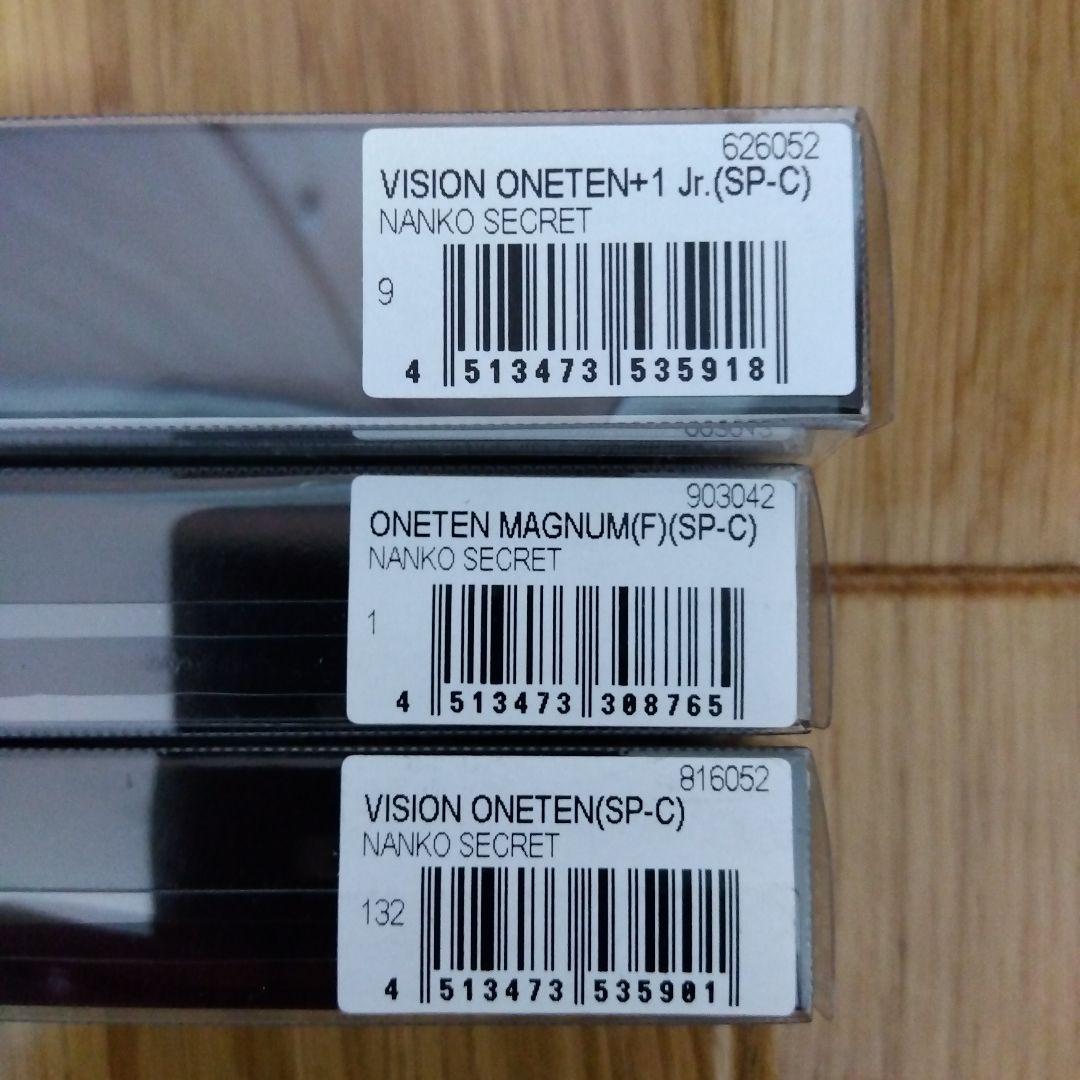 626052
VISION ONETEN+1 Jr.(SP-C)
NANKO SECRET
9
4 513473 535918
903042
ONETEN MAGNUM(F)(SP-C)
NANKO SECRET
1
4 513473 308765
816052
VISION ONETEN(SP-C)
NANKO SECRET
132
4 513473 535901